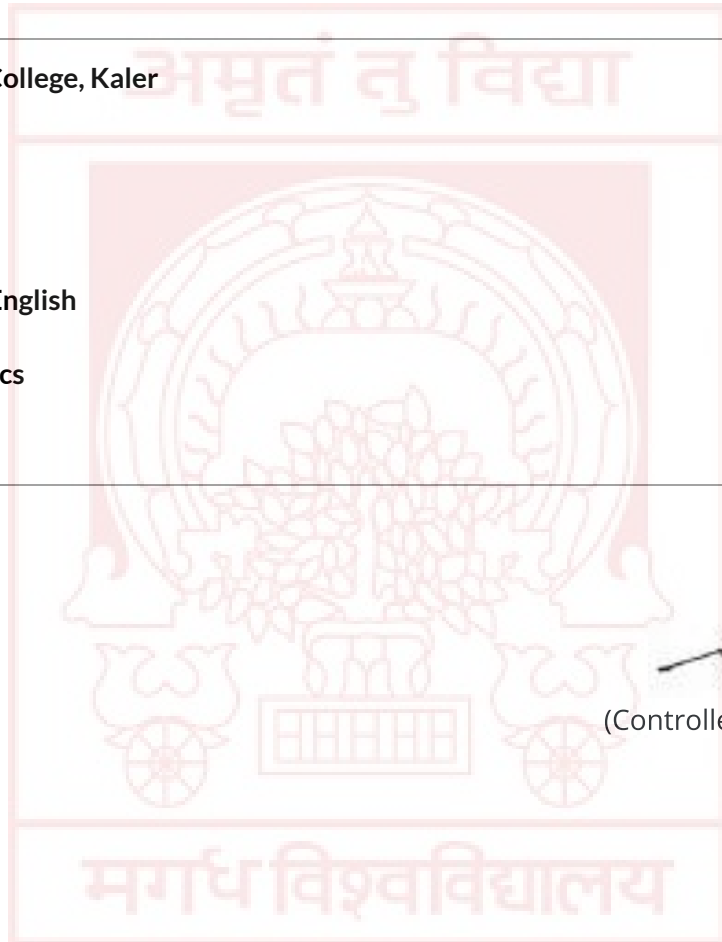 अमृतं तु विद्या
College, Kaler
English
cs
(Controlle
मगध विश्वविद्यालय